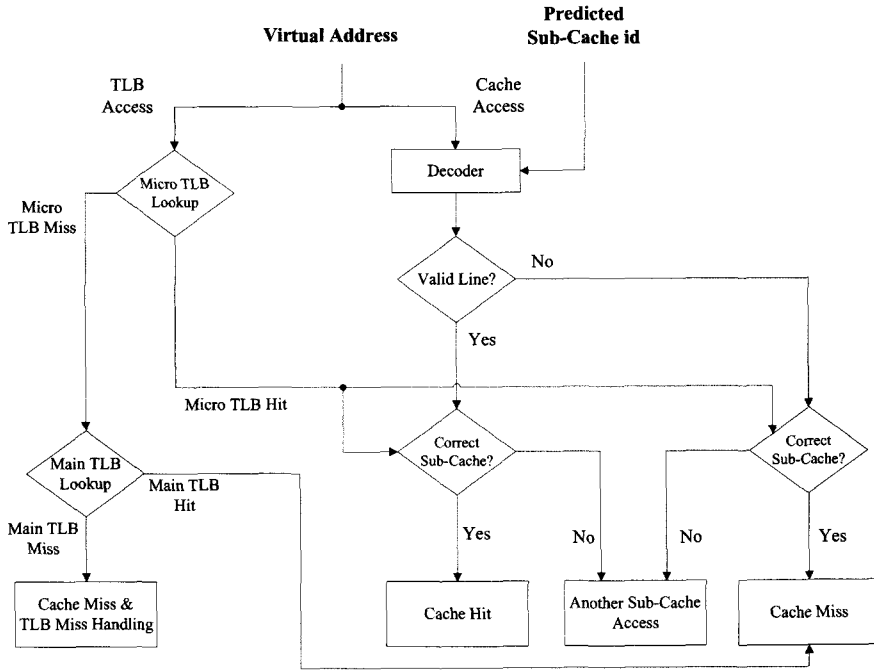 Virtual Address
Predicted
Sub-Cache id
TLB
Access
Cache
Access
Decoder
Micro TLB
Lookup
Micro
TLB Miss
Valid Line?
No
Yes
Micro TLB Hit
Correct
Sub-Cache?
Correct
Sub-Cache?
Main TLB
Lookup
Main TLB
Hit
Main TLB
Miss
Yes
No
No
Yes
Cache Miss &
TLB Miss Handling
Cache Hit
Another Sub-Cache
Access
Cache Miss